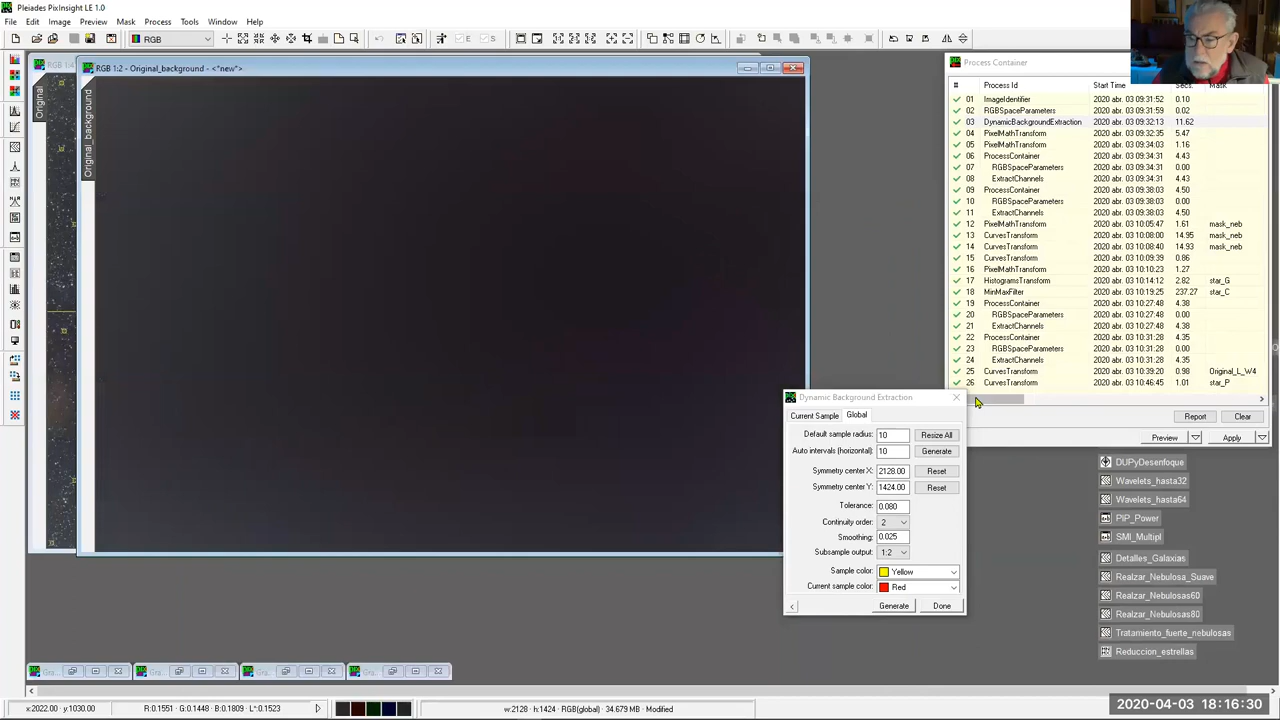 Pleiades PixInsight LE 1.0
File Edit Image Preview Mask Process Tools Window Help
RGB
RGB 1:2 - Original_background - <*new*>
Original
Original_background
Process Container
Process Id Start Time Secs. Mask
01 ImageIdentifier 2020 abr. 03 09:31:52 0.10
02 RGBSpaceParameters 2020 abr. 03 09:31:59 0.02
03 DynamicBackgroundExtraction 2020 abr. 03 09:32:13 11.62
04 PixelMathTransform 2020 abr. 03 09:32:35 5.47
05 PixelMathTransform 2020 abr. 03 09:34:31 1.16
06 ProcessContainer 2020 abr. 03 09:34:31 4.43
07 RGBSpaceParameters 2020 abr. 03 09:34:31 0.00
08 ExtractChannels 2020 abr. 03 09:34:31 4.43
09 ProcessContainer 2020 abr. 03 09:38:03 4.50
10 RGBSpaceParameters 2020 abr. 03 09:38:03 0.00
11 ExtractChannels 2020 abr. 03 09:38:03 4.50
12 PixelMathTransform 2020 abr. 03 10:05:47 1.61 mask_neb
13 CurvesTransform 2020 abr. 03 10:08:00 14.95 mask_neb
14 CurvesTransform 2020 abr. 03 10:08:40 14.93 mask_neb
15 CurvesTransform 2020 abr. 03 10:09:39 0.86
16 PixelMathTransform 2020 abr. 03 10:10:23 1.27
17 HistogramsTransform 2020 abr. 03 10:14:12 2.82 star_G
18 MinMaxFilter 2020 abr. 03 10:19:25 237.27 star_C
19 ProcessContainer 2020 abr. 03 10:27:48 4.38
20 RGBSpaceParameters 2020 abr. 03 10:27:48 0.00
21 ExtractChannels 2020 abr. 03 10:27:48 4.38
22 ProcessContainer 2020 abr. 03 10:31:28 4.35
23 RGBSpaceParameters 2020 abr. 03 10:31:28 0.00
24 ExtractChannels 2020 abr. 03 10:31:28 4.35
25 CurvesTransform 2020 abr. 03 10:39:20 0.98 Original_L_W4
26 CurvesTransform 2020 abr. 03 10:46:45 1.01 star_P
Report Clear
Preview Apply
Dynamic Background Extraction
Current Sample Global
Default sample radius: 10 Resize All
Auto intervals (horizontal): 10 Generate
Symmetry center X: 2128.00 Reset
Symmetry center Y: 1424.00 Reset
Tolerance: 0.080
Continuity order: 2
Smoothing: 0.025
Subsample output: 1:2
Sample color: Yellow
Current sample color: Red
Generate Done
DUPyDesenfoque
Wavelets_hasta32
Wavelets_hasta64
PiP_Power
SMI_Multipl
Detalles_Galaxias
Realzar_Nebulosa_Suave
Realzar_Nebulosas60
Realzar_Nebulosas80
Tratamiento_fuerte_nebulosas
Reduccion_estrellas
x:2022.00 y:1030.00 R:0.1551 G:0.1448 B:0.1809 L*:0.1523 w:2128 h:1424 RGB(global) 34.679 MB Modified
2020-04-03 18:16:30